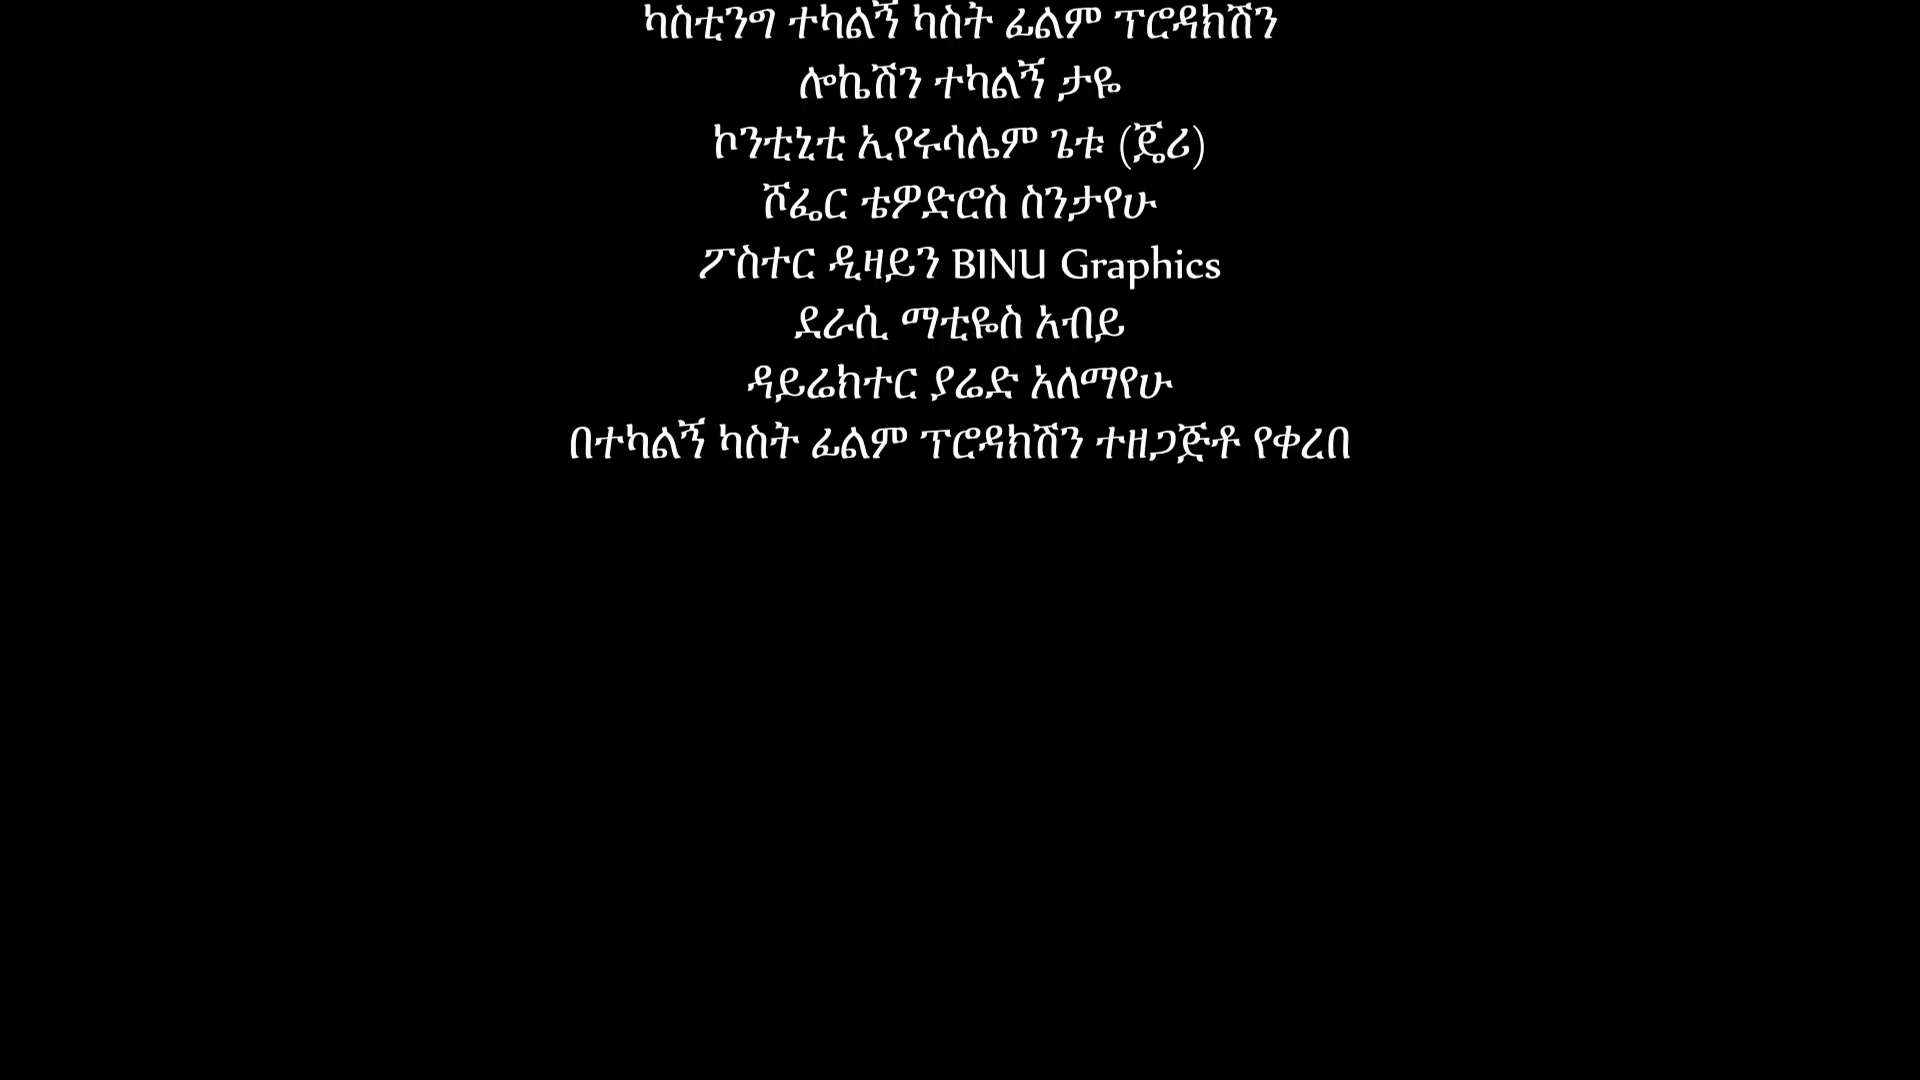 ካስቲንግ ተካልኝ ካስት ፊልም ፕሮዳክሽን
ሎኬሽን ተካልኝ ታዬ
ኮንቲኒቲ ኢየሩሳሌም ጌቱ (ጄሪ)
ሾፌር ቴዎድሮስ ስንታየሁ
ፖስተር ዲዛይን BINU Graphics
ደራሲ ማቲዬስ አብይ
ዳይሬክተር ያሬድ አለማየሁ
በተካልኝ ካስት ፊልም ፕሮዳክሽን ተዘጋጅቶ የቀረበ